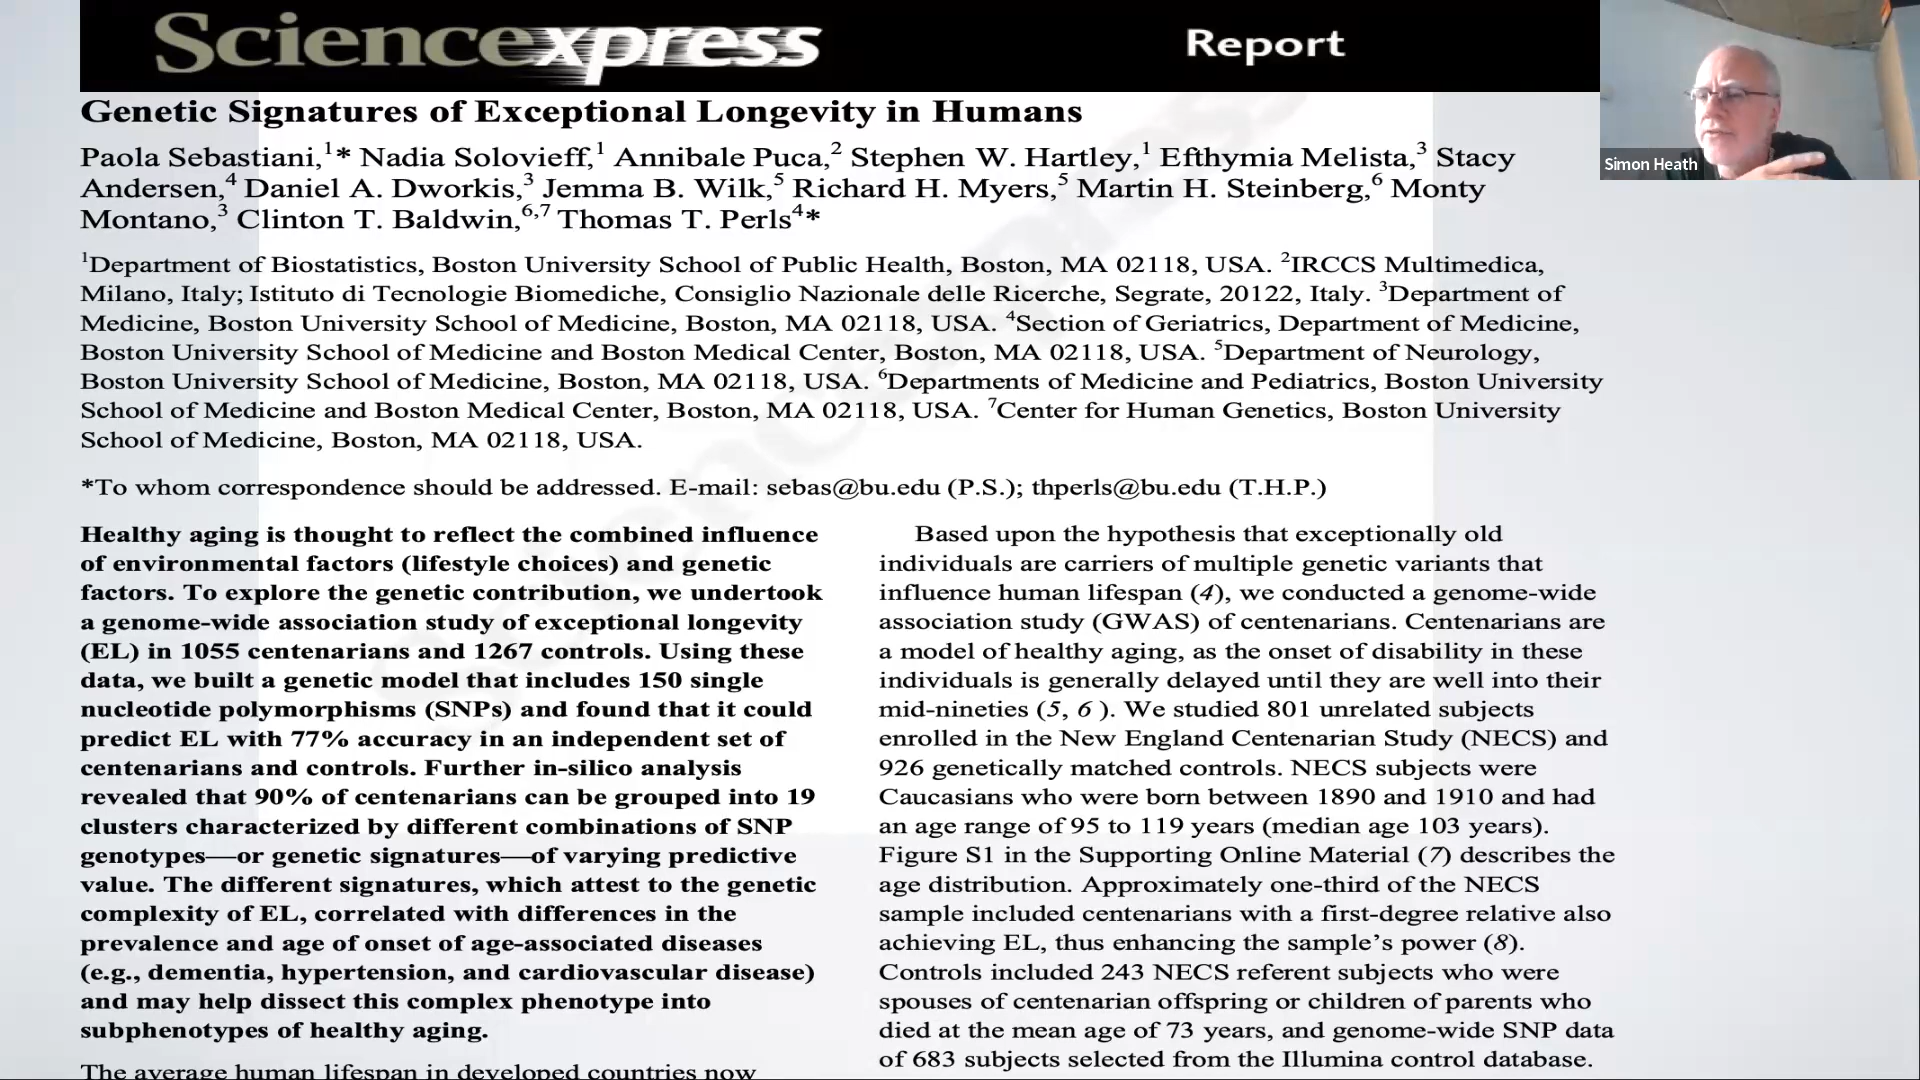 Sciencexpress
Report
Simon Heath
Genetic Signatures of Exceptional Longevity in Humans
Paola Sebastiani,1* Nadia Solovieff,1 Annibale Puca,2 Stephen W. Hartley,1 Efthymia Melista,3 Stacy
Andersen,4 Daniel A. Dworkis,3 Jemma B. Wilk,5 Richard H. Myers,5 Martin H. Steinberg,6 Monty
Montano,3 Clinton T. Baldwin,6,7 Thomas T. Perls4*
1Department of Biostatistics, Boston University School of Public Health, Boston, MA 02118, USA. 2IRCCS Multimedica,
Milano, Italy; Istituto di Tecnologie Biomediche, Consiglio Nazionale delle Ricerche, Segrate, 20122, Italy. 3Department of
Medicine, Boston University School of Medicine, Boston, MA 02118, USA. 4Section of Geriatrics, Department of Medicine,
Boston University School of Medicine and Boston Medical Center, Boston, MA 02118, USA. 5Department of Neurology,
Boston University School of Medicine, Boston, MA 02118, USA. 6Departments of Medicine and Pediatrics, Boston University
School of Medicine and Boston Medical Center, Boston, MA 02118, USA. 7Center for Human Genetics, Boston University
School of Medicine, Boston, MA 02118, USA.
*To whom correspondence should be addressed. E-mail: sebas@bu.edu (P.S.); thperls@bu.edu (T.H.P.)
Healthy aging is thought to reflect the combined influence
of environmental factors (lifestyle choices) and genetic
factors. To explore the genetic contribution, we undertook
a genome-wide association study of exceptional longevity
(EL) in 1055 centenarians and 1267 controls. Using these
data, we built a genetic model that includes 150 single
nucleotide polymorphisms (SNPs) and found that it could
predict EL with 77% accuracy in an independent set of
centenarians and controls. Further in-silico analysis
revealed that 90% of centenarians can be grouped into 19
clusters characterized by different combinations of SNP
genotypes—or genetic signatures—of varying predictive
value. The different signatures, which attest to the genetic
complexity of EL, correlated with differences in the
prevalence and age of onset of age-associated diseases
(e.g., dementia, hypertension, and cardiovascular disease)
and may help dissect this complex phenotype into
subphenotypes of healthy aging.
The average human lifespan in developed countries now
Based upon the hypothesis that exceptionally old
individuals are carriers of multiple genetic variants that
influence human lifespan (4), we conducted a genome-wide
association study (GWAS) of centenarians. Centenarians are
a model of healthy aging, as the onset of disability in these
individuals is generally delayed until they are well into their
mid-nineties (5, 6 ). We studied 801 unrelated subjects
enrolled in the New England Centenarian Study (NECS) and
926 genetically matched controls. NECS subjects were
Caucasians who were born between 1890 and 1910 and had
an age range of 95 to 119 years (median age 103 years).
Figure S1 in the Supporting Online Material (7) describes the
age distribution. Approximately one-third of the NECS
sample included centenarians with a first-degree relative also
achieving EL, thus enhancing the sample's power (8).
Controls included 243 NECS referent subjects who were
spouses of centenarian offspring or children of parents who
died at the mean age of 73 years, and genome-wide SNP data
of 683 subjects selected from the Illumina control database.